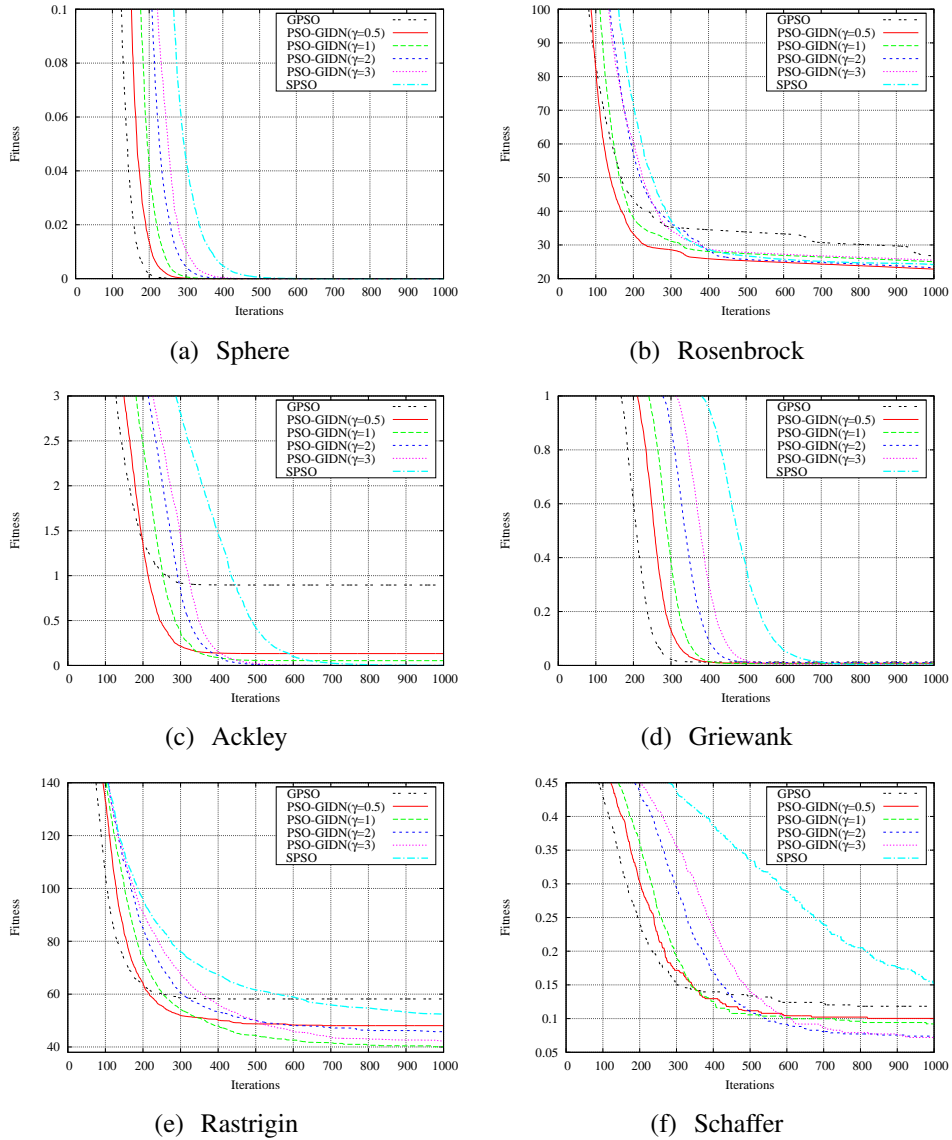 0.1
0.08
0.06
0.04
0.02
0
Fitness
GPSO
PSO-GIDN(γ=0.5)
PSO-GIDN(γ=1)
PSO-GIDN(γ=2)
PSO-GIDN(γ=3)
SPSO
0 100 200 300 400 500 600 700 800 900 1000
Iterations
(a) Sphere
100
90
80
70
60
50
40
30
20
Fitness
GPSO
PSO-GIDN(γ=0.5)
PSO-GIDN(γ=1)
PSO-GIDN(γ=2)
PSO-GIDN(γ=3)
SPSO
0 100 200 300 400 500 600 700 800 900 1000
Iterations
(b) Rosenbrock
3
2.5
2
1.5
1
0.5
0
Fitness
GPSO
PSO-GIDN(γ=0.5)
PSO-GIDN(γ=1)
PSO-GIDN(γ=2)
PSO-GIDN(γ=3)
SPSO
0 100 200 300 400 500 600 700 800 900 1000
Iterations
(c) Ackley
1
0.8
0.6
0.4
0.2
0
Fitness
GPSO
PSO-GIDN(γ=0.5)
PSO-GIDN(γ=1)
PSO-GIDN(γ=2)
PSO-GIDN(γ=3)
SPSO
0 100 200 300 400 500 600 700 800 900 1000
Iterations
(d) Griewank
140
120
100
80
60
40
Fitness
GPSO
PSO-GIDN(γ=0.5)
PSO-GIDN(γ=1)
PSO-GIDN(γ=2)
PSO-GIDN(γ=3)
SPSO
0 100 200 300 400 500 600 700 800 900 1000
Iterations
(e) Rastrigin
0.45
0.4
0.35
0.3
0.25
0.2
0.15
0.1
0.05
Fitness
GPSO
PSO-GIDN(γ=0.5)
PSO-GIDN(γ=1)
PSO-GIDN(γ=2)
PSO-GIDN(γ=3)
SPSO
0 100 200 300 400 500 600 700 800 900 1000
Iterations
(f) Schaffer